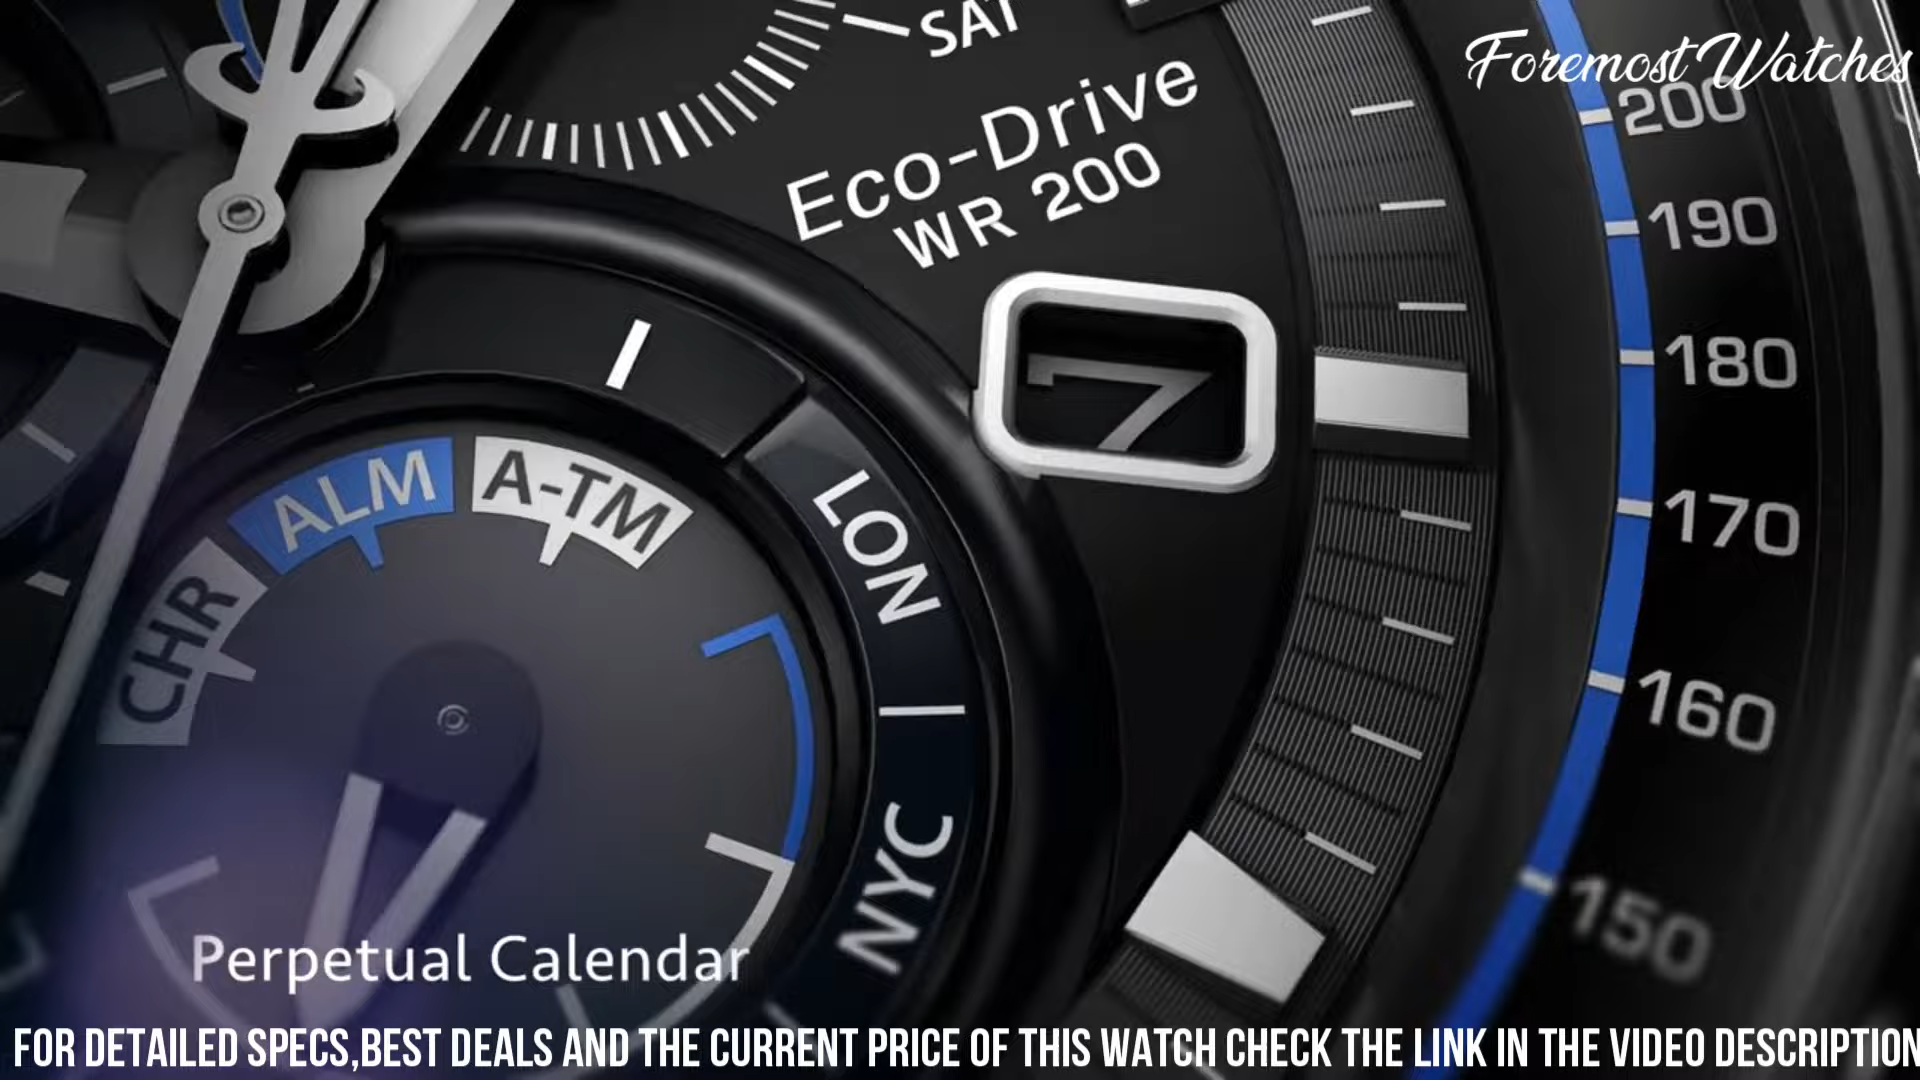 SAT
Foremost Watches
Eco-Drive
WR 200
200
190
180
170
160
150
7
CHR
ALM
A-TM
LON
NYC
Perpetual Calendar
FOR DETAILED SPECS,BEST DEALS AND THE CURRENT PRICE OF THIS WATCH CHECK THE LINK IN THE VIDEO DESCRIPTION